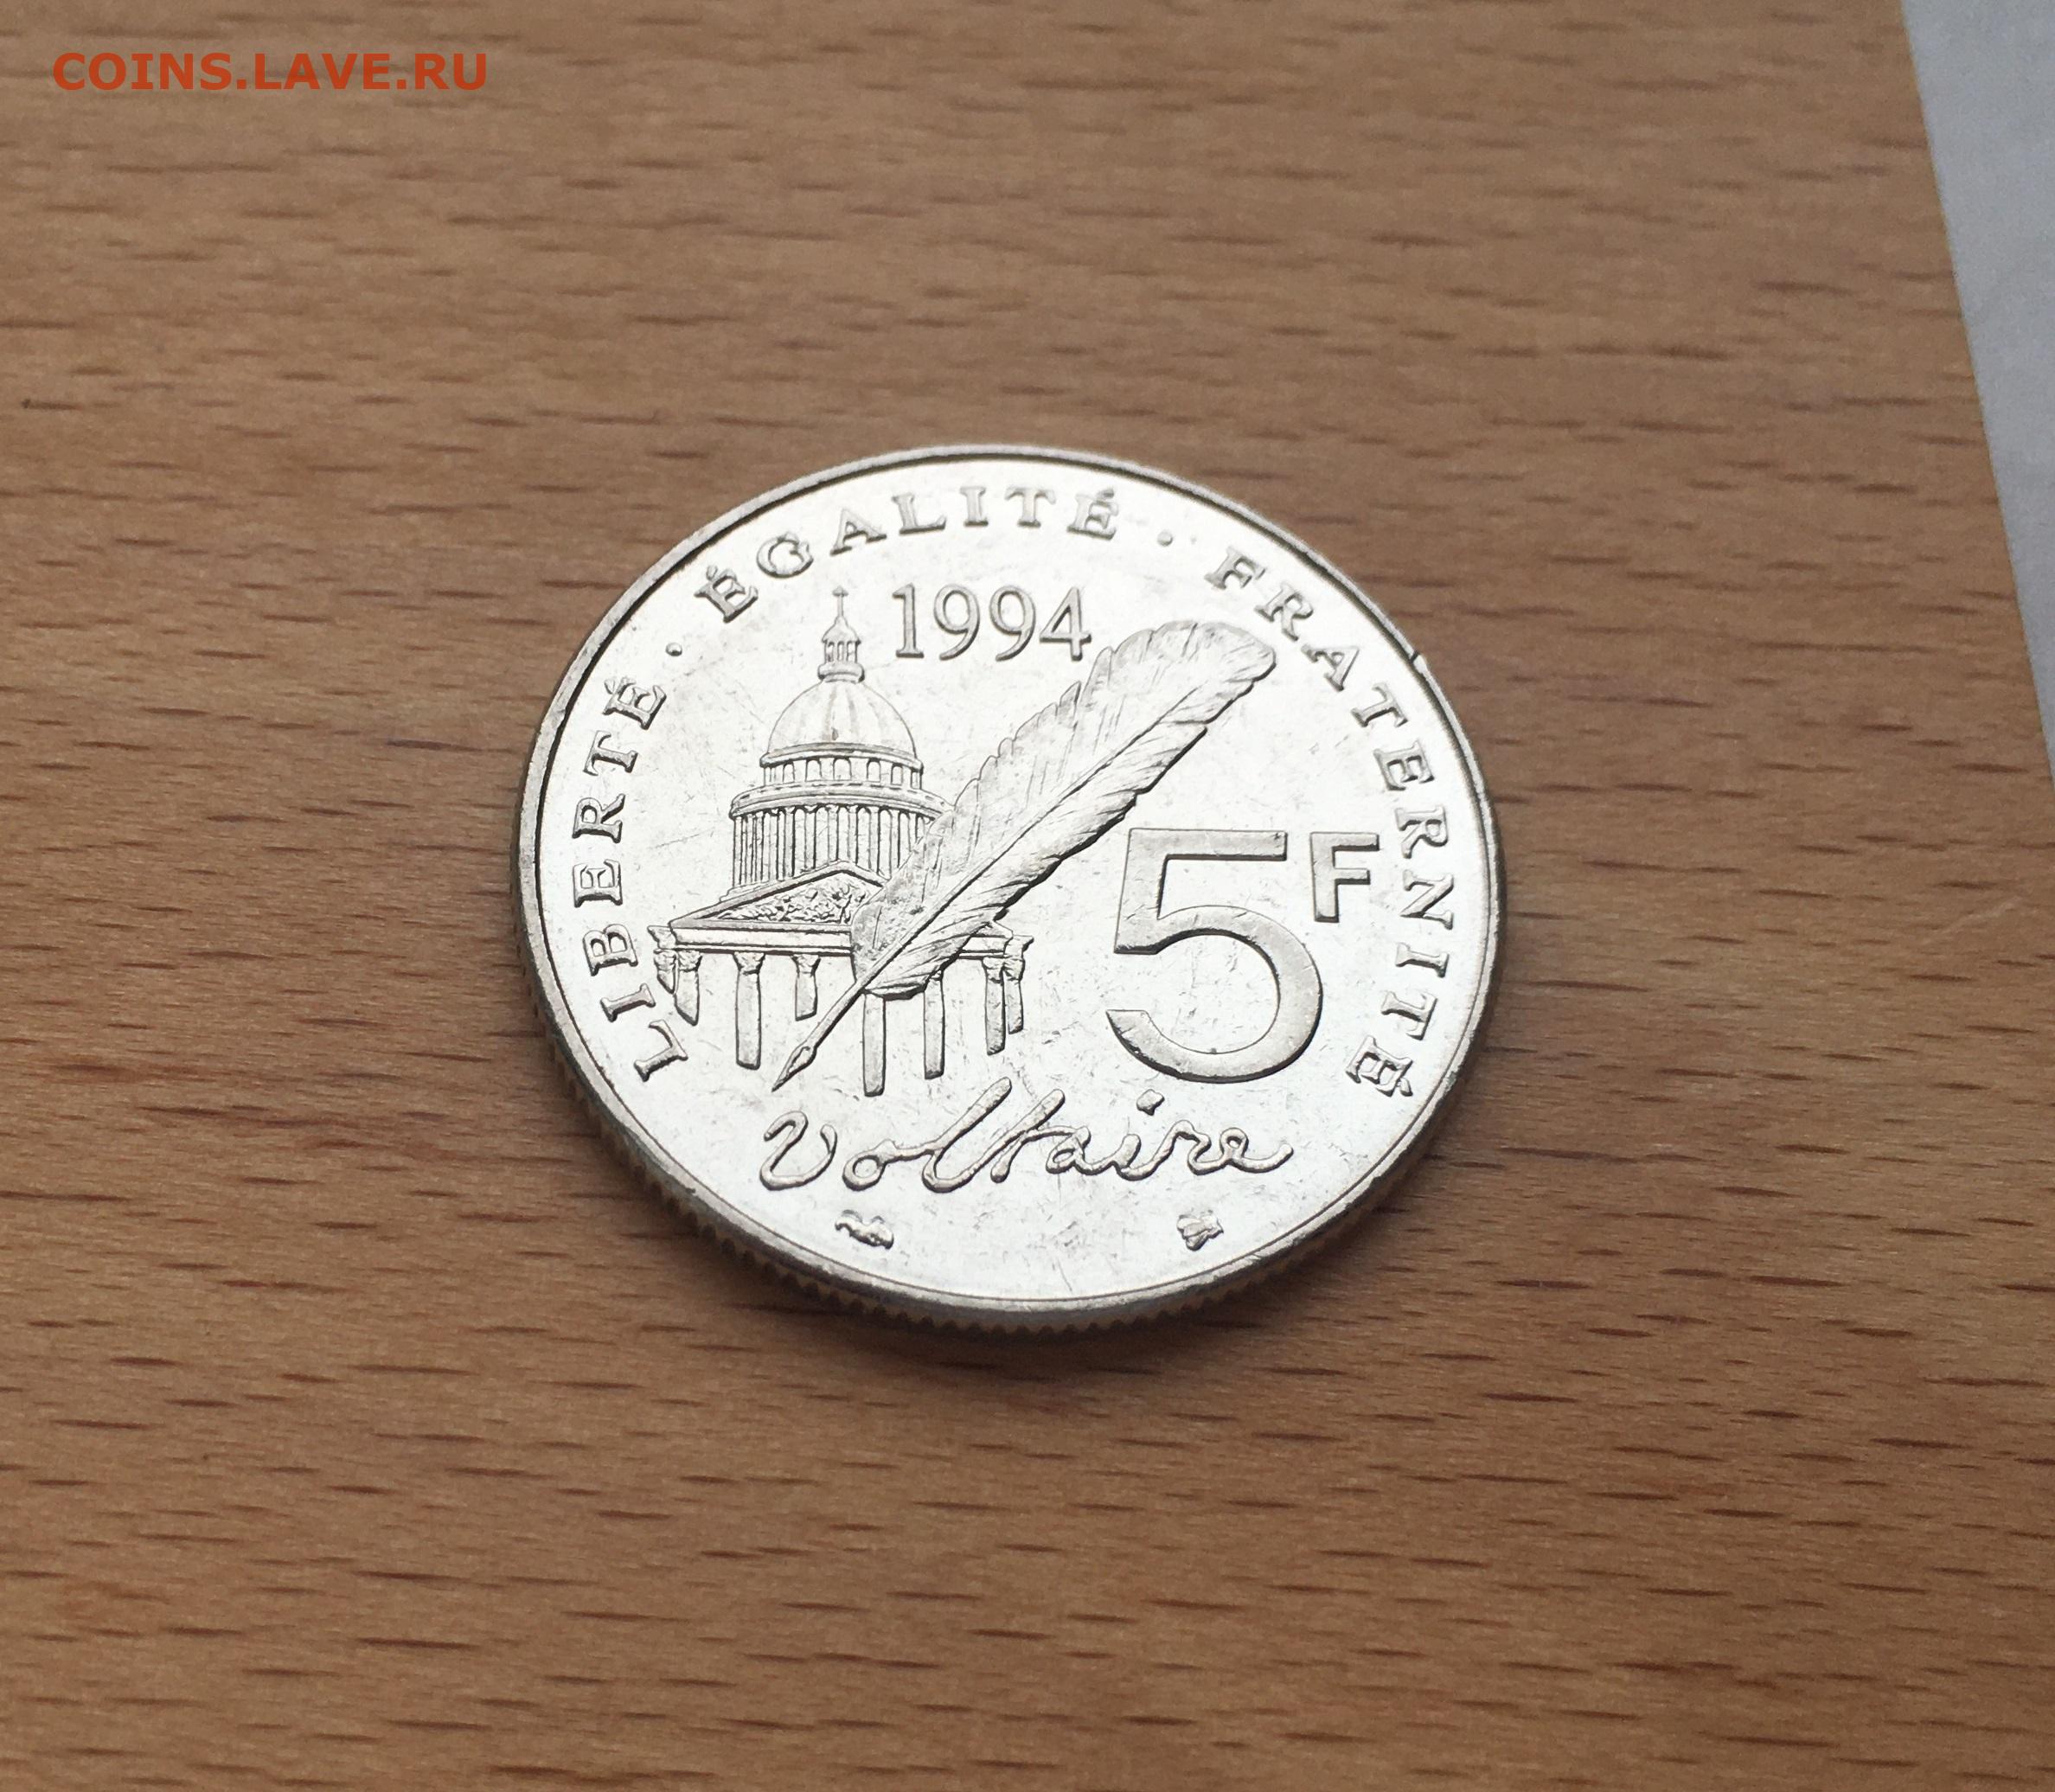 COINS.LAVE.RU
LIBERTÉ · ÉGALITÉ · FRATERNITÉ
1994
5F
Voltaire